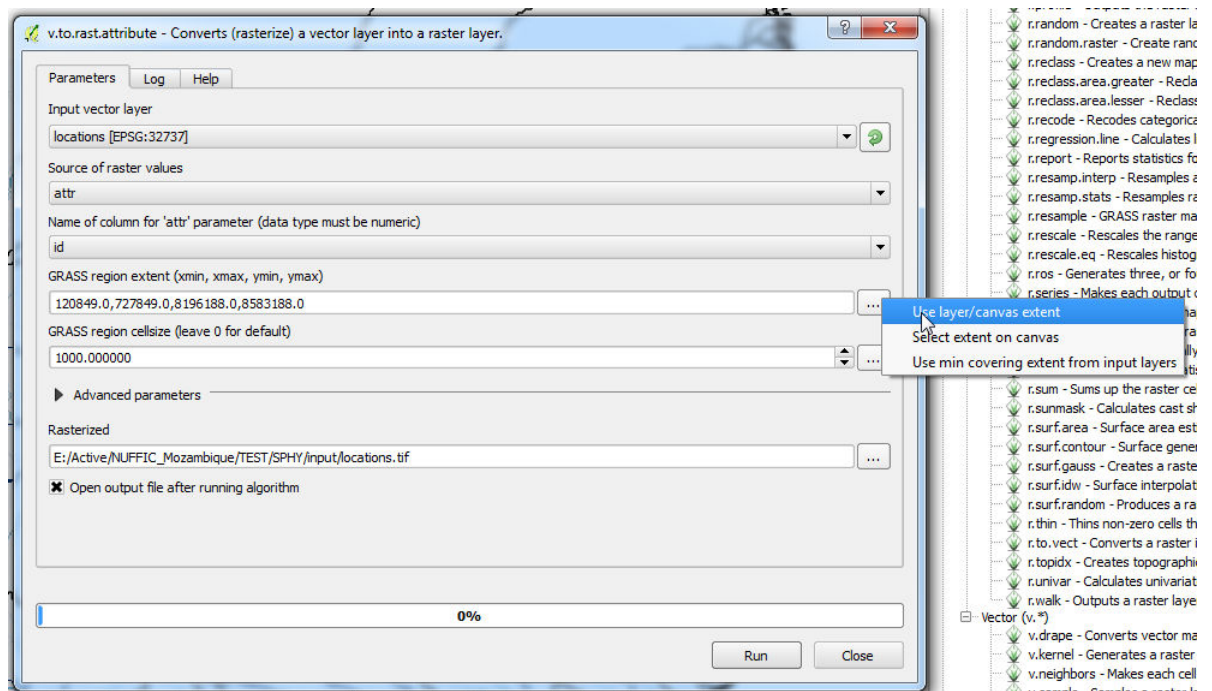 v.to.rast.attribute - Converts (rasterize) a vector layer into a raster layer.
Parameters Log Help
Input vector layer
locations [EPSG:32737]
Source of raster values
attr
Name of column for 'attr' parameter (data type must be numeric)
id
GRASS region extent (xmin, xmax, ymin, ymax)
120849.0,727849.0,8196188.0,8583188.0
...
GRASS region cellsize (leave 0 for default)
1000.000000
...
Advanced parameters
Rasterized
E:/Active/NUFFIC_Mozambique/TEST/SPHY/input/locations.tif
...
Open output file after running algorithm
0%
Run Close
Use layer/canvas extent
Select extent on canvas
Use min covering extent from input layers
r.random - Creates a raster la
r.random.raster - Create ranc
r.reclass - Creates a new map
r.reclass.area.greater - Recla
r.reclass.area.lesser - Reclass
r.recode - Recodes categorica
r.regression.line - Calculates l
r.report - Reports statistics fo
r.resamp.interp - Resamples a
r.resamp.stats - Resamples ra
r.resample - GRASS raster ma
r.rescale - Rescales the range
r.rescale.eq - Rescales histog
r.ros - Generates three, or fo
r.series - Makes each output c
r.sum - Sums up the raster cel
r.sunmask - Calculates cast sh
r.surf.area - Surface area est
r.surf.contour - Surface gener
r.surf.gauss - Creates a raste
r.surf.idw - Surface interpolat
r.surf.random - Produces a ra
r.thin - Thins non-zero cells th
r.to.vect - Converts a raster i
r.topidx - Creates topographi
r.univar - Calculates univariat
r.walk - Outputs a raster laye
Vector (v.*)
v.drape - Converts vector ma
v.kernel - Generates a raster
v.neighbors - Makes each cell